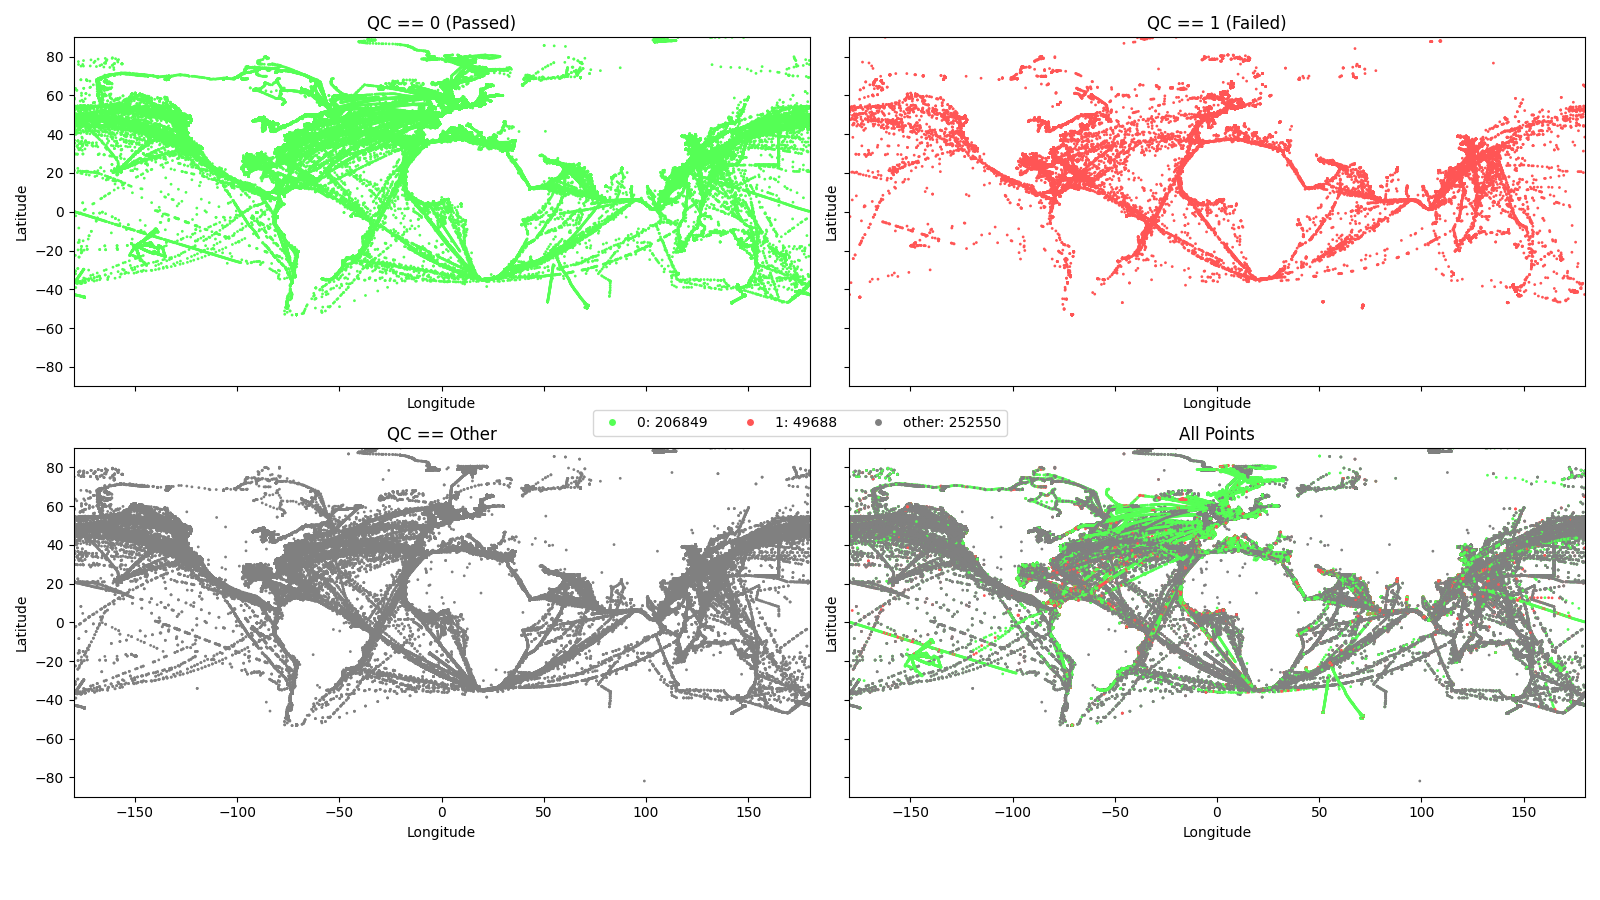 QC == 0 (Passed)
QC == 1 (Failed)
80
60
40
20
0
−20
−40
−60
−80
Latitude
Latitude
Longitude
Longitude
0: 206849 1: 49688 other: 252550
QC == Other
All Points
80
60
40
20
0
−20
−40
−60
−80
Latitude
Latitude
−150 −100 −50 0 50 100 150
−150 −100 −50 0 50 100 150
Longitude
Longitude